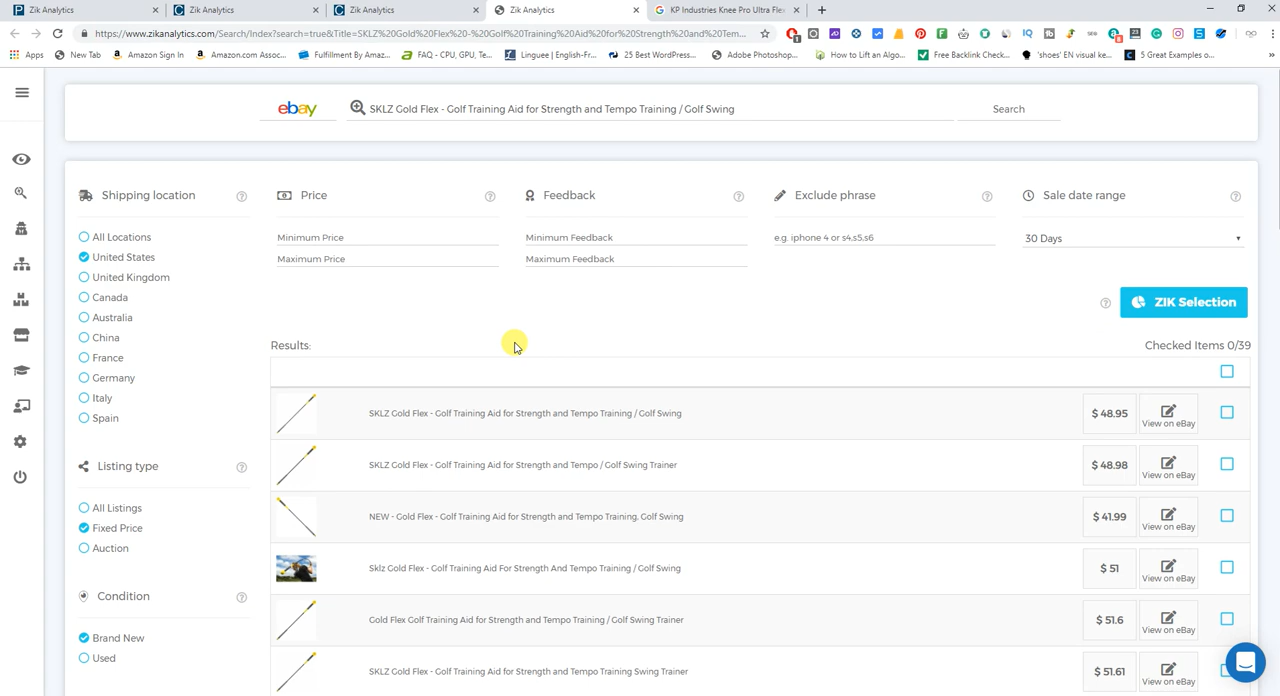 Zik Analytics
Zik Analytics
Zik Analytics
Zik Analytics
KP Industries Knee Pro Ultra Flex
https://www.zikanalytics.com/Search/Index?search=true&Title=SKLZ%20Gold%20Flex%20-%20Golf%20Training%20Aid%20for%20Strength%20and%20Tem...
Apps
New Tab
Amazon Sign In
Amazon.com Assoc...
Fulfillment By Amaz...
FAQ - CPU, GPU, Te...
Linguee | English-Fr...
25 Best WordPress...
Adobe Photoshop...
How to Lift an Algo...
Free Backlink Check...
'shoes' EN visual ke...
5 Great Examples o...
ebay
SKLZ Gold Flex - Golf Training Aid for Strength and Tempo Training / Golf Swing
Search
Shipping location
Price
Feedback
Exclude phrase
Sale date range
All Locations
United States
United Kingdom
Canada
Australia
China
France
Germany
Italy
Spain
Minimum Price
Maximum Price
Minimum Feedback
Maximum Feedback
e.g. iphone 4 or s4,s5,s6
30 Days
ZIK Selection
Results:
Checked Items 0/39
Listing type
All Listings
Fixed Price
Auction
Condition
Brand New
Used
SKLZ Gold Flex - Golf Training Aid for Strength and Tempo Training / Golf Swing
$ 48.95
View on eBay
SKLZ Gold Flex - Golf Training Aid for Strength and Tempo / Golf Swing Trainer
$ 48.98
View on eBay
NEW - Gold Flex - Golf Training Aid for Strength and Tempo Training, Golf Swing
$ 41.99
View on eBay
Sklz Gold Flex - Golf Training Aid For Strength And Tempo Training / Golf Swing
$ 51
View on eBay
Gold Flex Golf Training Aid for Strength and Tempo Training / Golf Swing Trainer
$ 51.6
View on eBay
SKLZ Gold Flex - Golf Training Aid for Strength and Tempo Training Swing Trainer
$ 51.61
View on eBay